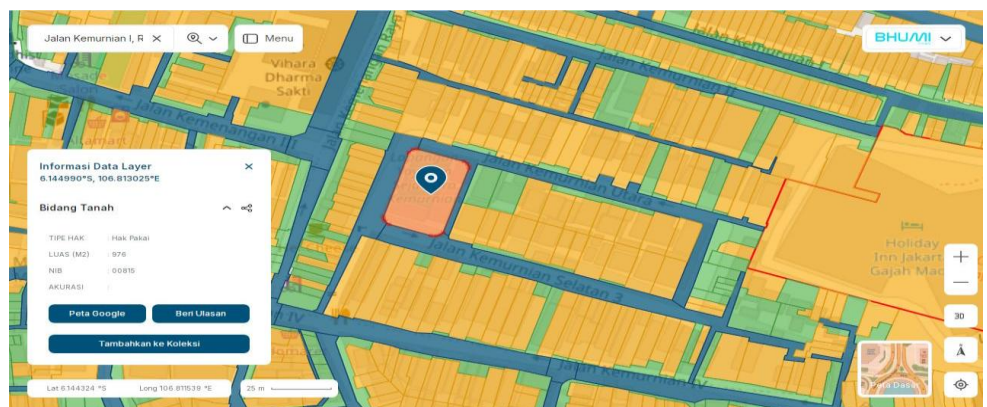 Jalan Kemurnian I, R
Menu
BHUMI
Vihara
Dharma
Sakti
Jalan Kemurnian II
Jalan Kemenangan III
Jalan Kemurnian Utara
Jalan Kemurnian Selatan 3
Jalan Kemurnian IV
Holiday
Inn Jakart
Gajah Mad
Informasi Data Layer
6.144990°S, 106.813025°E
Bidang Tanah
TIPE HAK : Hak Pakai
LUAS (M2) : 976
NIB : 00815
AKURASI :
Peta Google
Beri Ulasan
Tambahkan ke Koleksi
3D
Peta Dasar
Lat 6.144324 °S Long 106.811539 °E
25 m